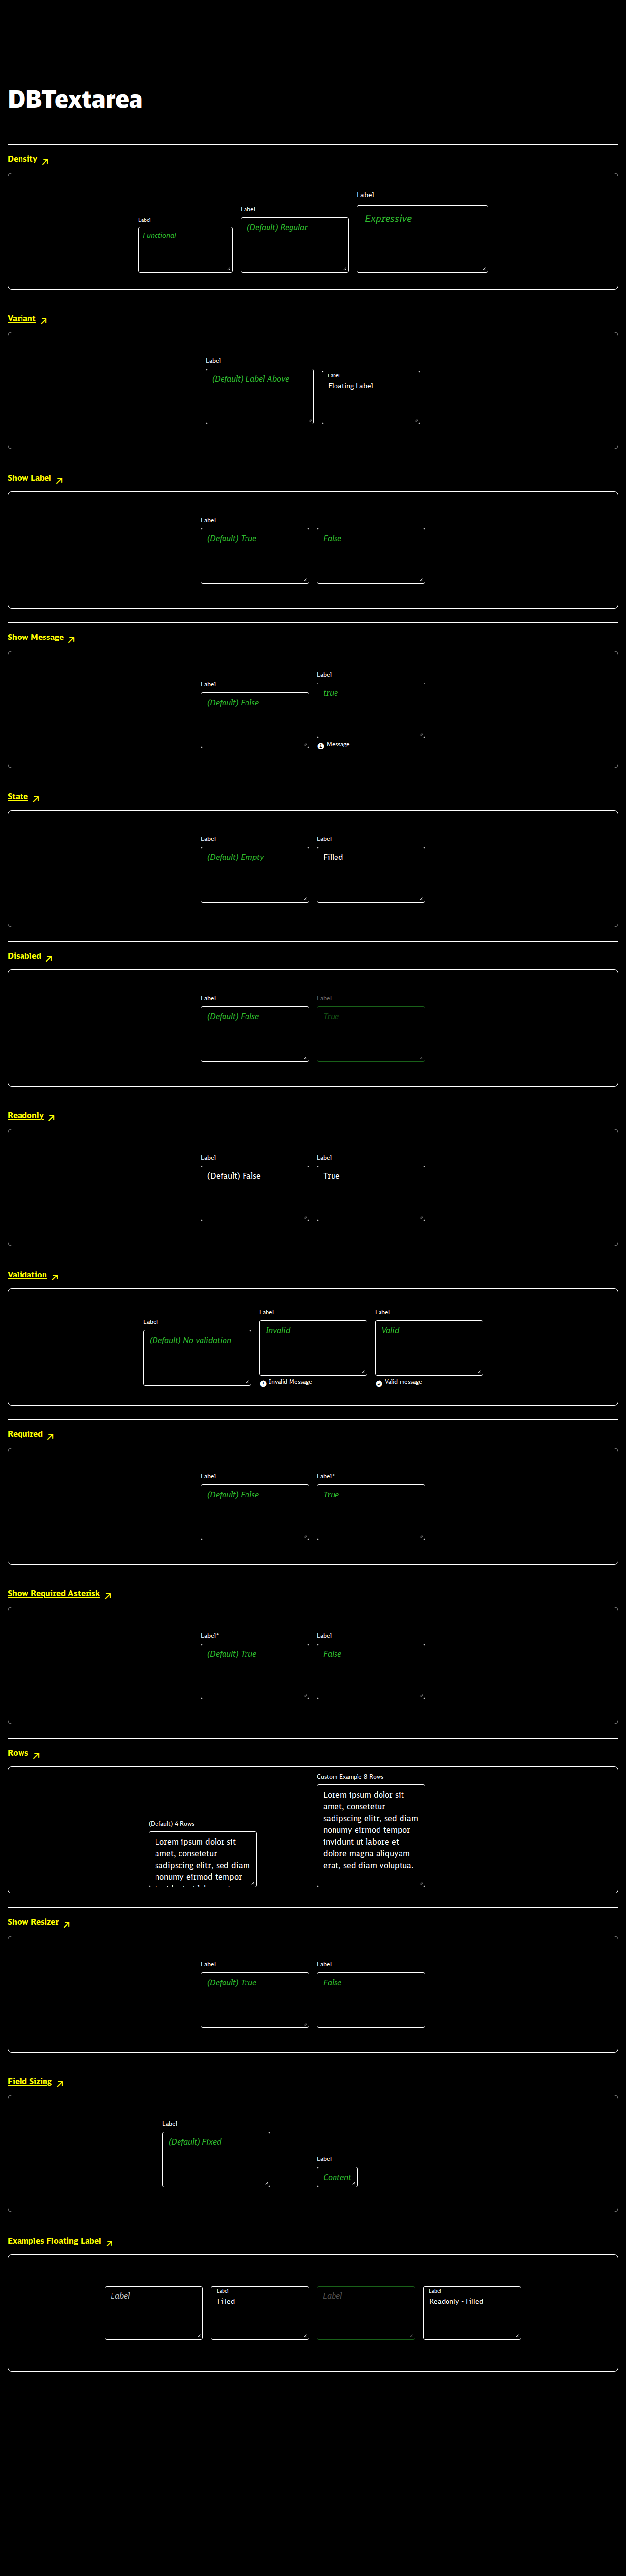 DBTextarea
Density
Label
Functional
Label
(Default) Regular
Label
Expressive
Variant
Label
(Default) Label Above
Label
Floating Label
Show Label
Label
(Default) True
False
Show Message
Label
(Default) False
Label
true
Message
State
Label
(Default) Empty
Label
Filled
Disabled
Label
(Default) False
Label
True
Readonly
Label
(Default) False
Label
True
Validation
Label
(Default) No validation
Label
Invalid
Invalid Message
Label
Valid
Valid message
Required
Label
(Default) False
Label*
True
Show Required Asterisk
Label*
(Default) True
Label
False
Rows
(Default) 4 Rows
Lorem ipsum dolor sit
amet, consetetur
sadipscing elitr, sed diam
nonumy eirmod tempor
Custom Example 8 Rows
Lorem ipsum dolor sit
amet, consetetur
sadipscing elitr, sed diam
nonumy eirmod tempor
invidunt ut labore et
dolore magna aliquyam
erat, sed diam voluptua.
Show Resizer
Label
(Default) True
Label
False
Field Sizing
Label
(Default) Fixed
Label
Content
Examples Floating Label
Label
Label
Filled
Label
Label
Readonly - Filled